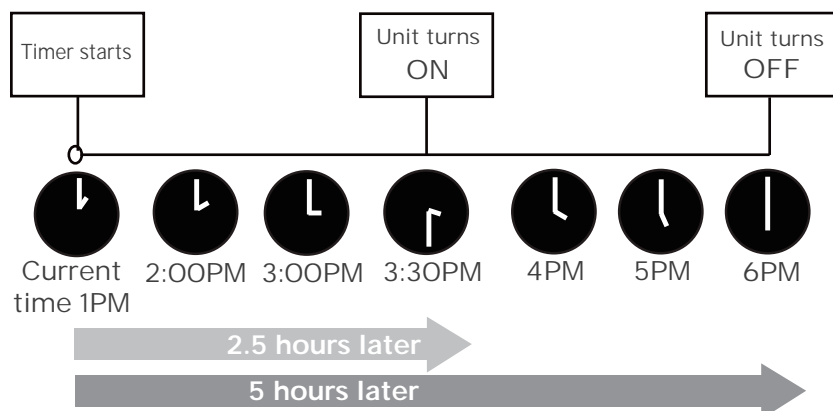 Timer starts
Unit turns
ON
Unit turns
OFF
Current
time 1PM
2:00PM
3:00PM
3:30PM
4PM
5PM
6PM
2.5 hours later
5 hours later